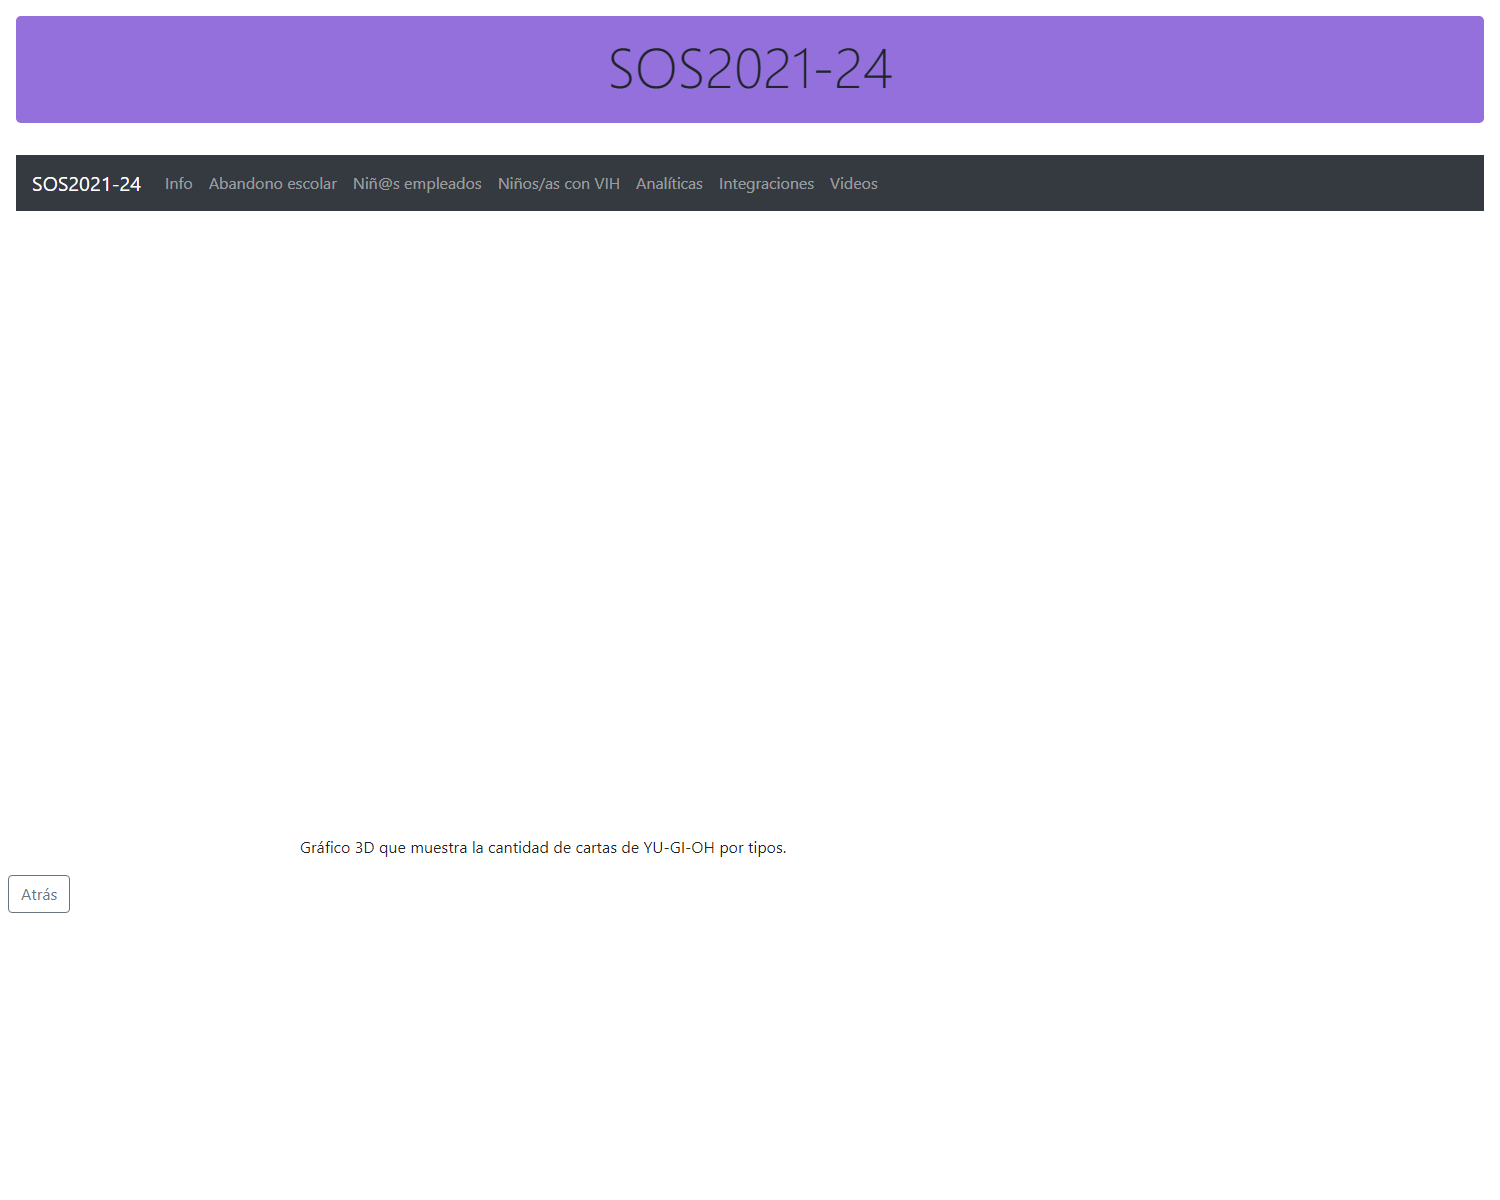 SOS2021-24
SOS2021-24 Info Abandono escolar Niñ@s empleados Niños/as con VIH Analíticas Integraciones Videos
Gráfico 3D que muestra la cantidad de cartas de YU-GI-OH por tipos.
Atrás